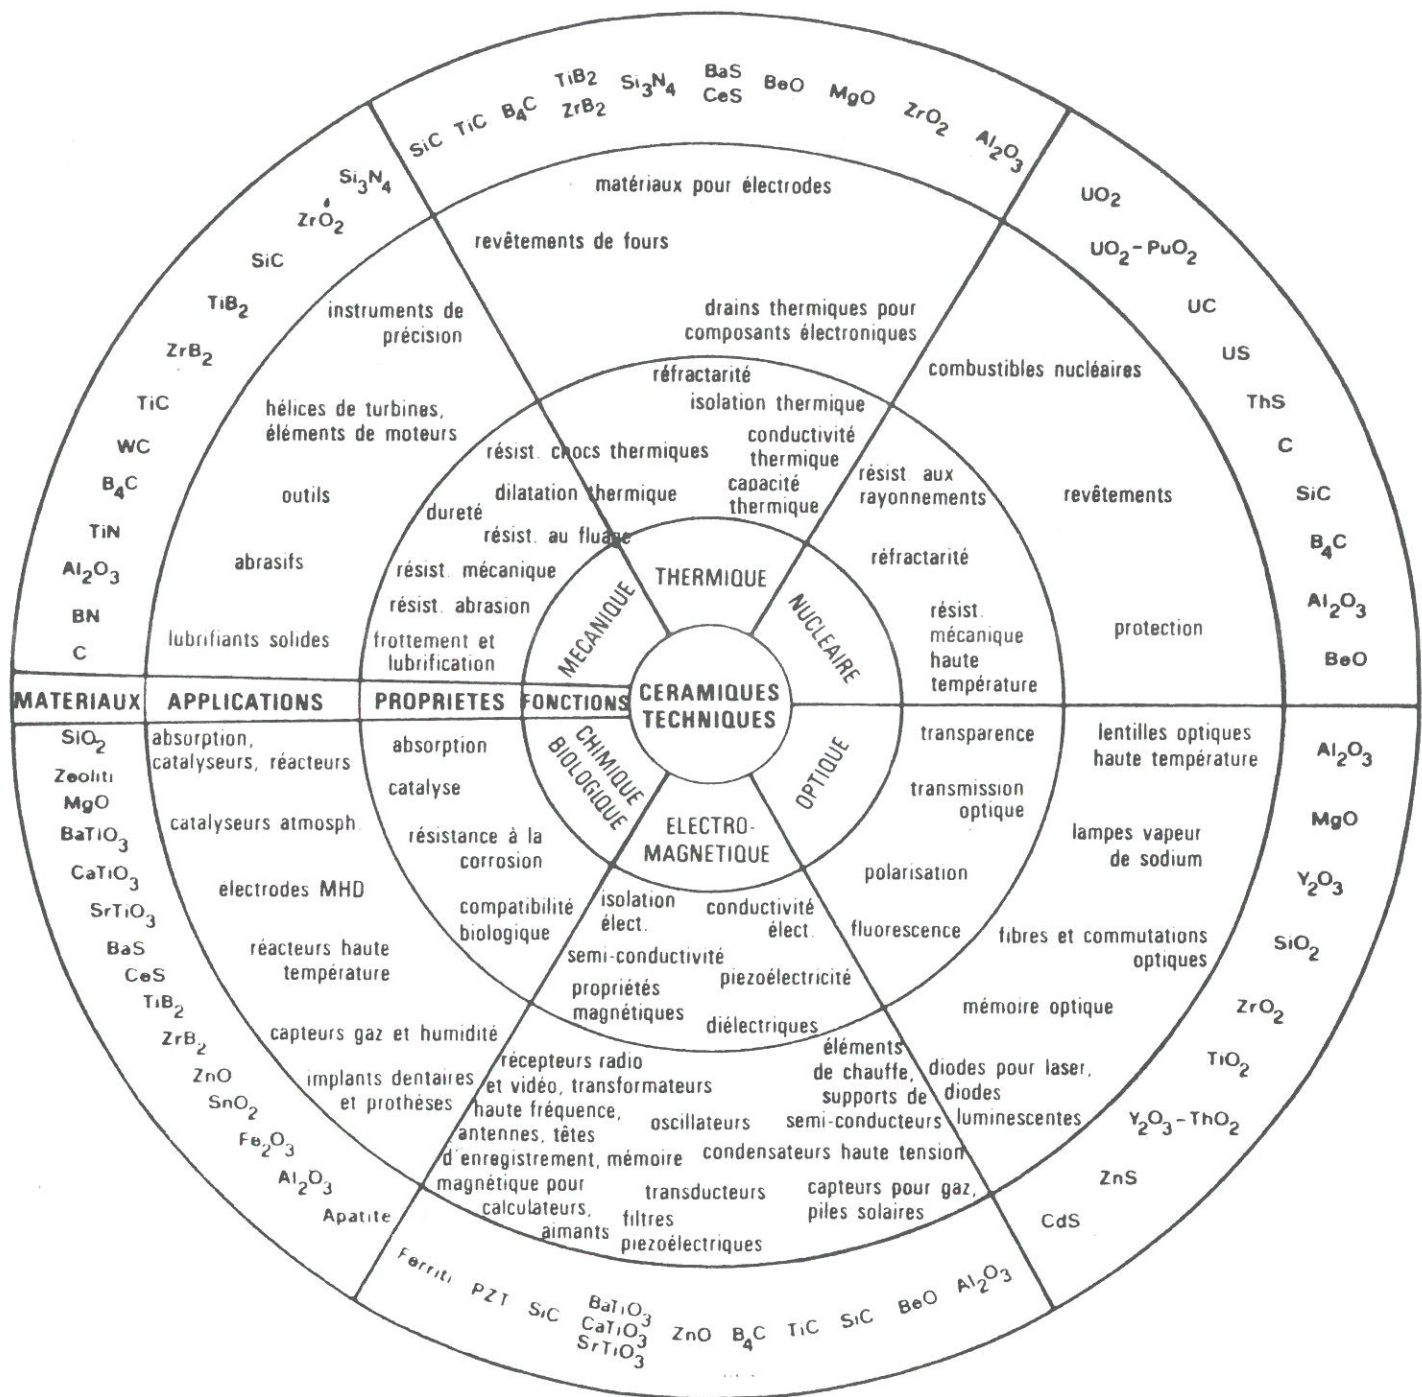 CERAMIQUES
TECHNIQUES
MATERIAUX
APPLICATIONS
PROPRIETES
FONCTIONS
THERMIQUE
réfractarité
isolation thermique
résist. chocs thermiques
conductivité
thermique
dilatation thermique
capacité
thermique
matériaux pour électrodes
revêtements de fours
drains thermiques pour
composants électroniques
SiC
TiC
B₄C
TiB₂
ZrB₂
Si₃N₄
BaS
CeS
BeO
MgO
ZrO₂
Al₂O₃
NUCLEAIRE
résist. aux
rayonnements
réfractarité
résist.
mécanique
haute
température
combustibles nucléaires
revêtements
protection
UO₂
UO₂-PuO₂
UC
US
ThS
C
SiC
B₄C
Al₂O₃
BeO
OPTIQUE
transparence
transmission
optique
polarisation
fluorescence
lentilles optiques
haute température
lampes vapeur
de sodium
fibres et commutations
optiques
mémoire optique
diodes pour laser,
diodes
luminescentes
Al₂O₃
MgO
Y₂O₃
SiO₂
ZrO₂
TiO₂
Y₂O₃-ThO₂
ZnS
CdS
ELECTRO-
MAGNETIQUE
isolation
élect.
conductivité
élect.
semi-conductivité
piezoélectricité
propriétés
magnétiques
diélectriques
récepteurs radio
et vidéo, transformateurs
haute fréquence,
antennes, têtes
d'enregistrement, mémoire
magnétique pour
calculateurs,
aimants
oscillateurs
éléments
de chauffe,
supports de
semi-conducteurs
condensateurs haute tension
transducteurs
filtres
piezoélectriques
capteurs pour gaz,
piles solaires
Ferriti
PZT
SiC
BaTiO₃
CaTiO₃
SrTiO₃
ZnO
B₄C
TiC
SiC
BeO
Al₂O₃
CHIMIQUE
BIOLOGIQUE
absorption
catalyse
résistance à la
corrosion
compatibilité
biologique
absorption,
catalyseurs, réacteurs
catalyseurs atmosph.
électrodes MHD
réacteurs haute
température
capteurs gaz et humidité
implants dentaires
et prothèses
SiO₂
Zeoliti
MgO
BaTiO₃
CaTiO₃
SrTiO₃
BaS
CeS
TiB₂
ZrB₂
ZnO
SnO₂
Fe₂O₃
Al₂O₃
Apatite
MECANIQUE
dureté
résist. au fluage
résist. mécanique
résist. abrasion
frottement et
lubrification
instruments de
précision
hélices de turbines,
éléments de moteurs
outils
abrasifs
lubrifiants solides
Si₃N₄
ZrO₂
SiC
TiB₂
ZrB₂
TiC
WC
B₄C
TiN
Al₂O₃
BN
C